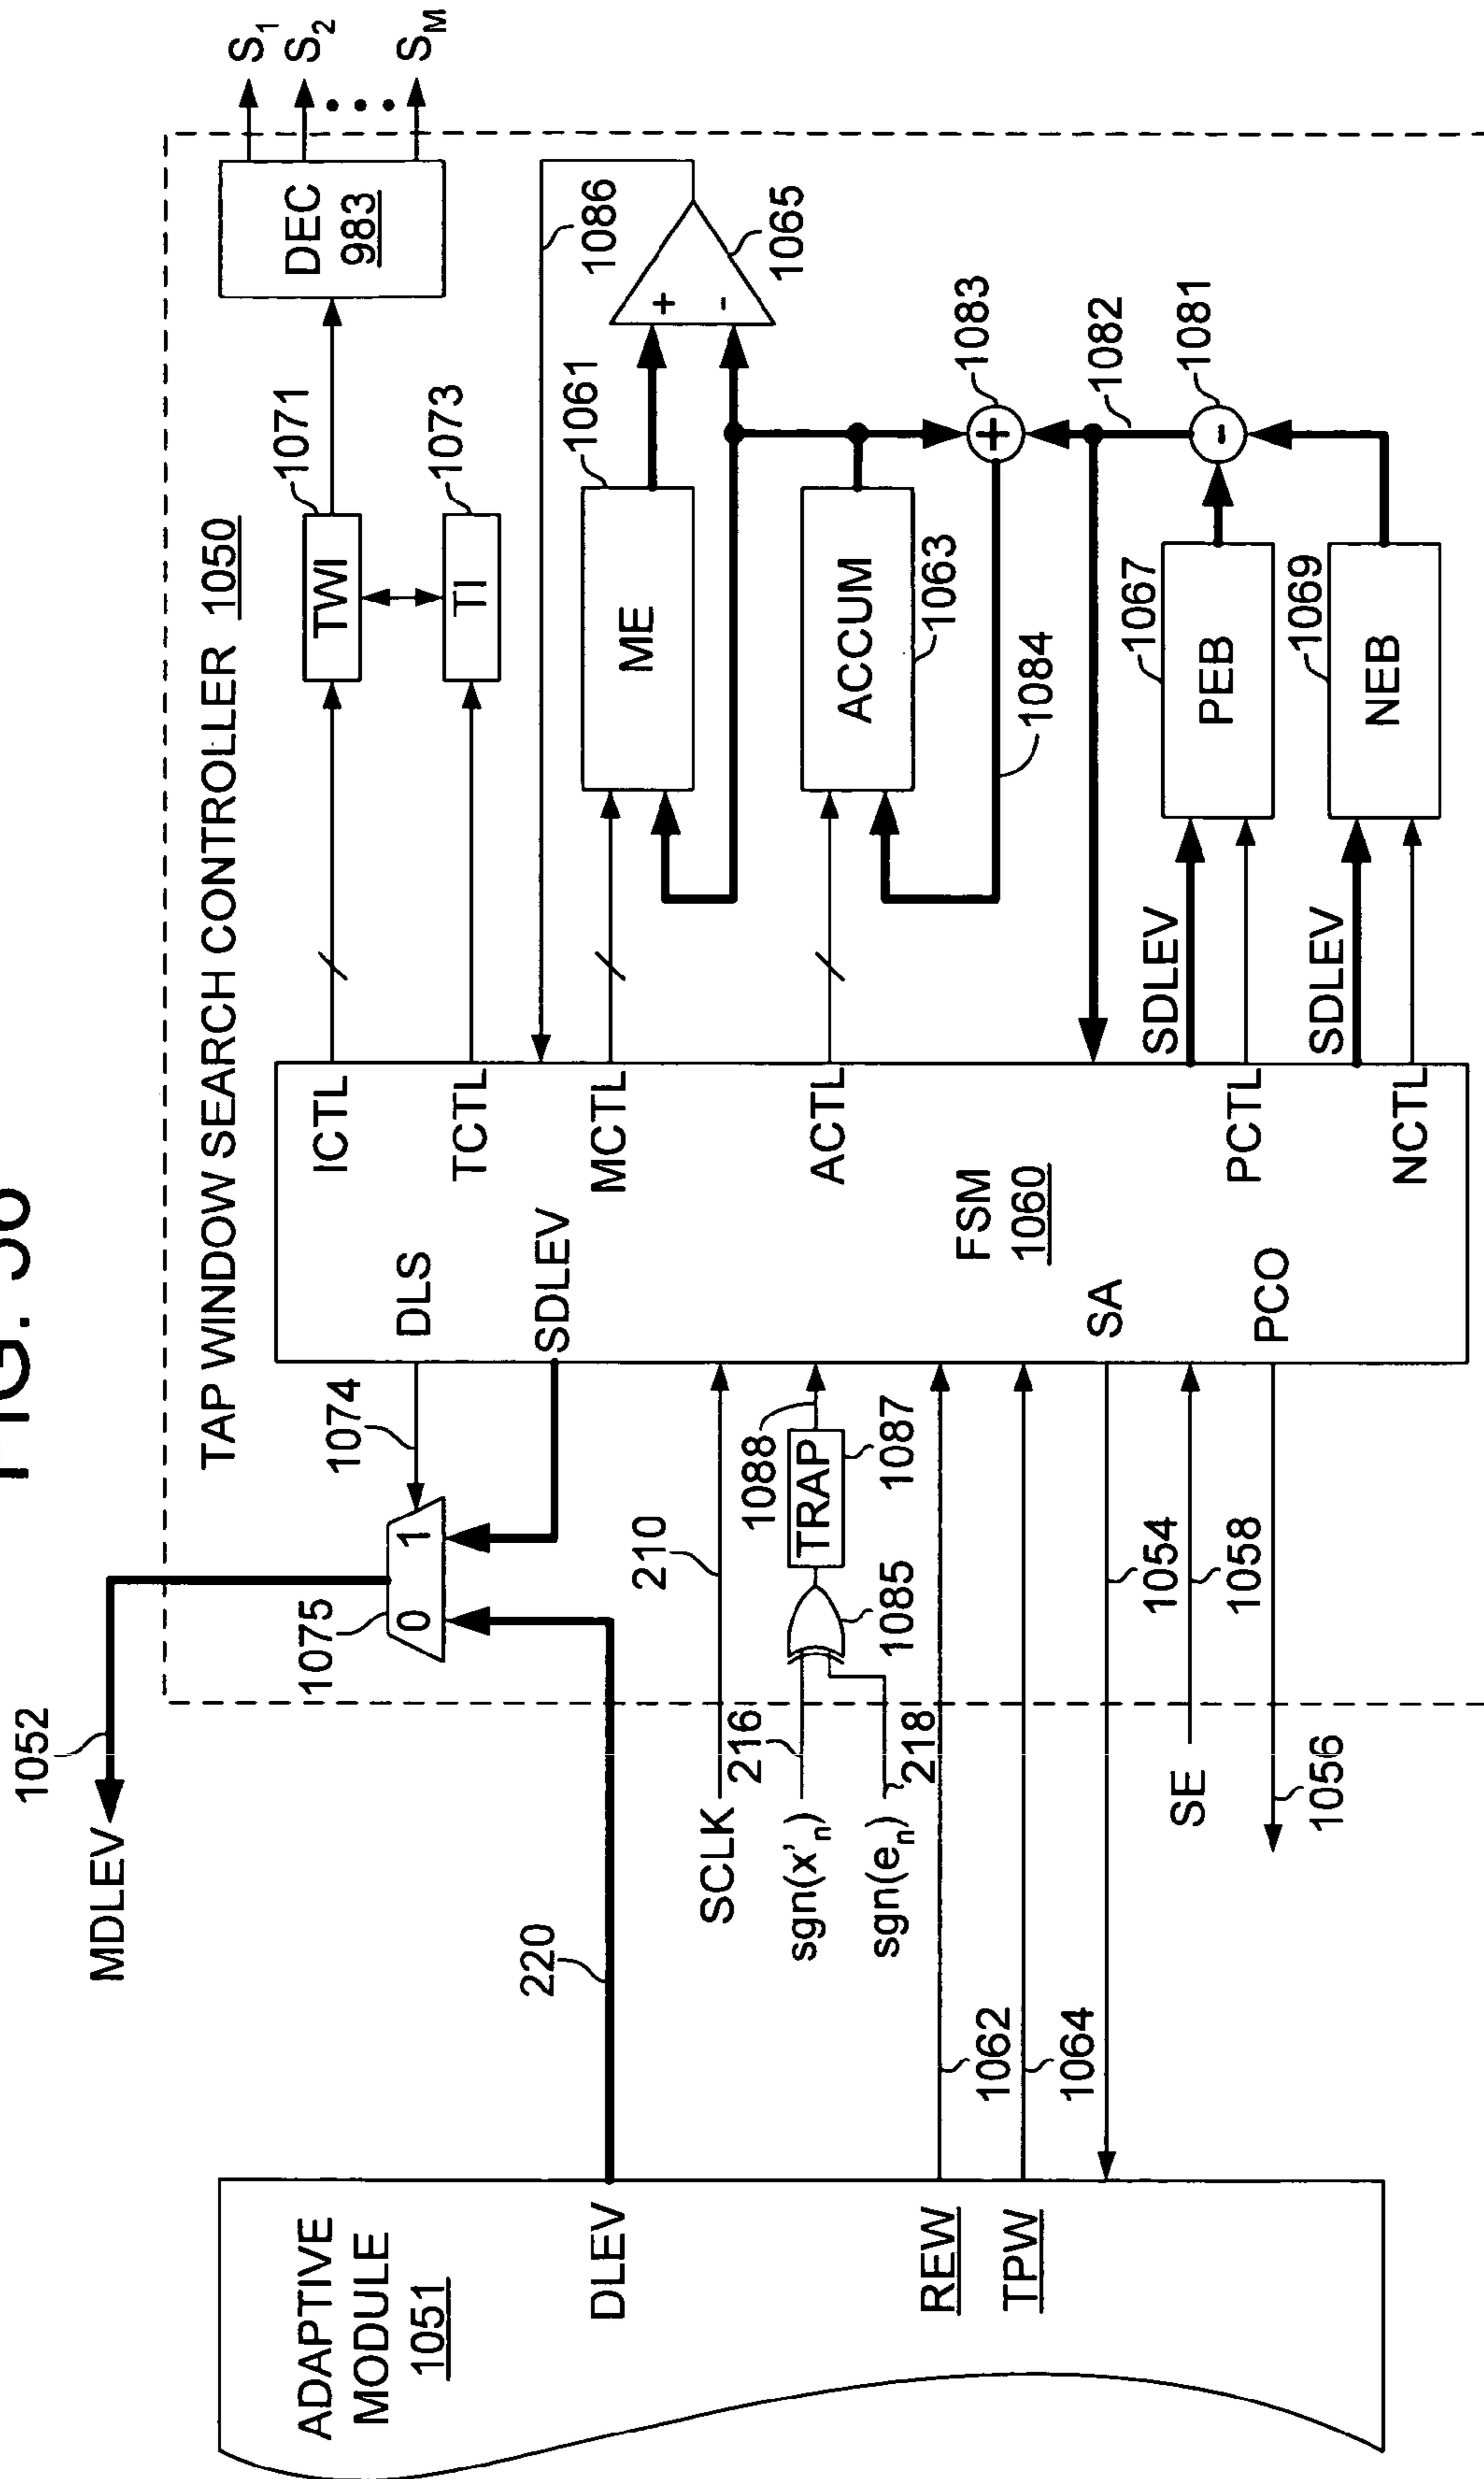 FIG.
1052
MDLEV
TAP WINDOW SEARCH CONTROLLER 1050
S1
S2
SM
DEC
983
1071
TWI
1073
TI
1086
1065
+
-
1061
ME
ACCUM
1063
1083
+
1084
1082
1081
-
1067
PEB
1069
NEB
SDLEV
SDLEV
ICTL
TCTL
MCTL
ACTL
PCTL
NCTL
DLS
SDLEV
FSM
1060
SA
PCO
1074
1075
0
1
210
SCLK
216
sgn(x'n)
218
sgn(en)
1085
TRAP
1087
1088
1054
SE
1058
1056
220
1062
1064
ADAPTIVE
MODULE
1051
DLEV
REW
TPW